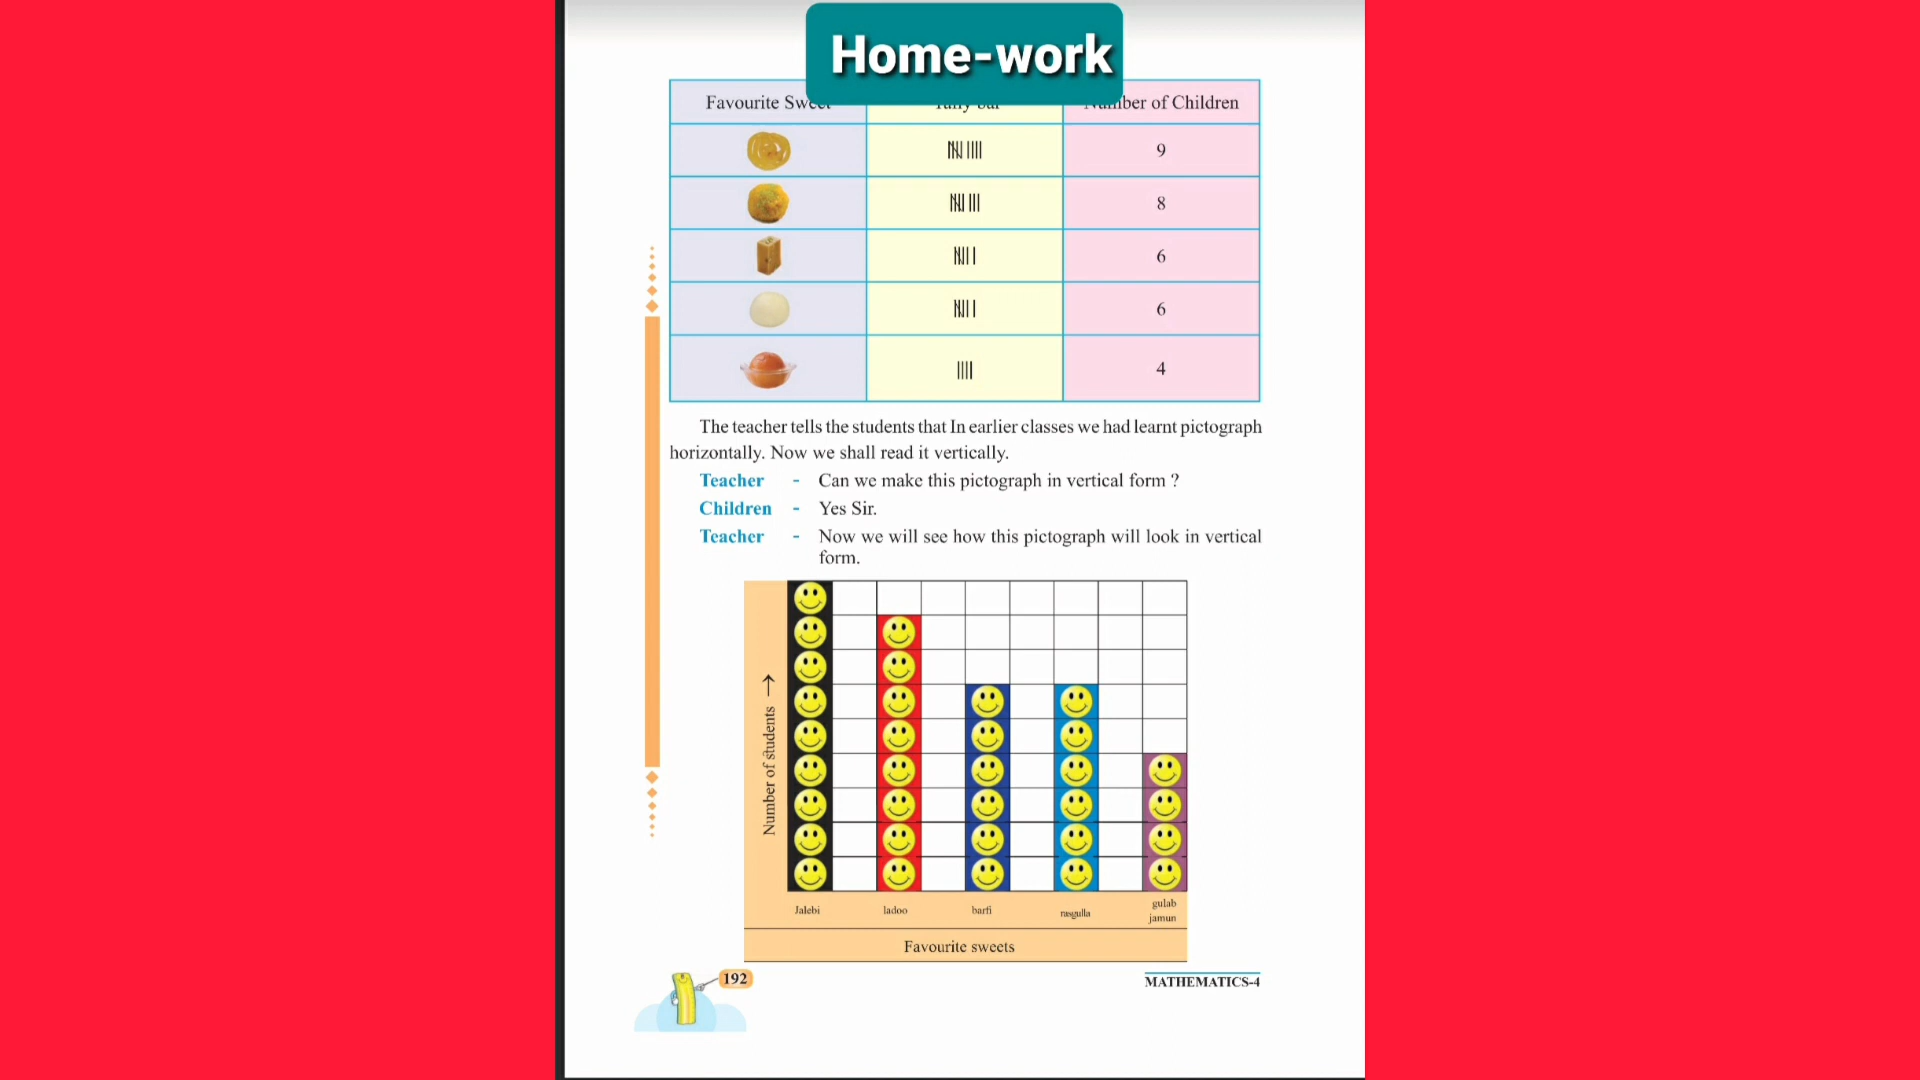 Home-work
Favourite
Number of Children
9
8
6
6
4
The teacher tells the students that In earlier classes we had learnt pictograph
horizontally. Now we shall read it vertically.
Teacher - Can we make this pictograph in vertical form ?
Children - Yes Sir.
Teacher - Now we will see how this pictograph will look in vertical
form.
Number of students →
Jalebi ladoo barfi rasgulla gulab
jamun
Favourite sweets
192
MATHEMATICS-4